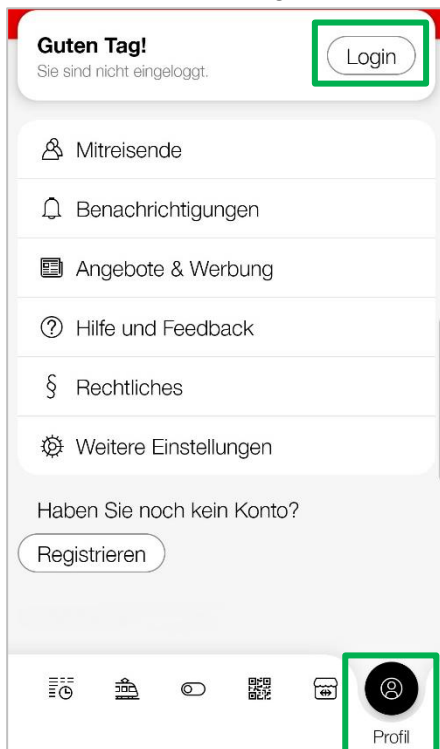 Guten Tag!
Sie sind nicht eingeloggt.
Login
Mitreisende
Benachrichtigungen
Angebote & Werbung
Hilfe und Feedback
§ Rechtliches
Weitere Einstellungen
Haben Sie noch kein Konto?
Registrieren
Profil